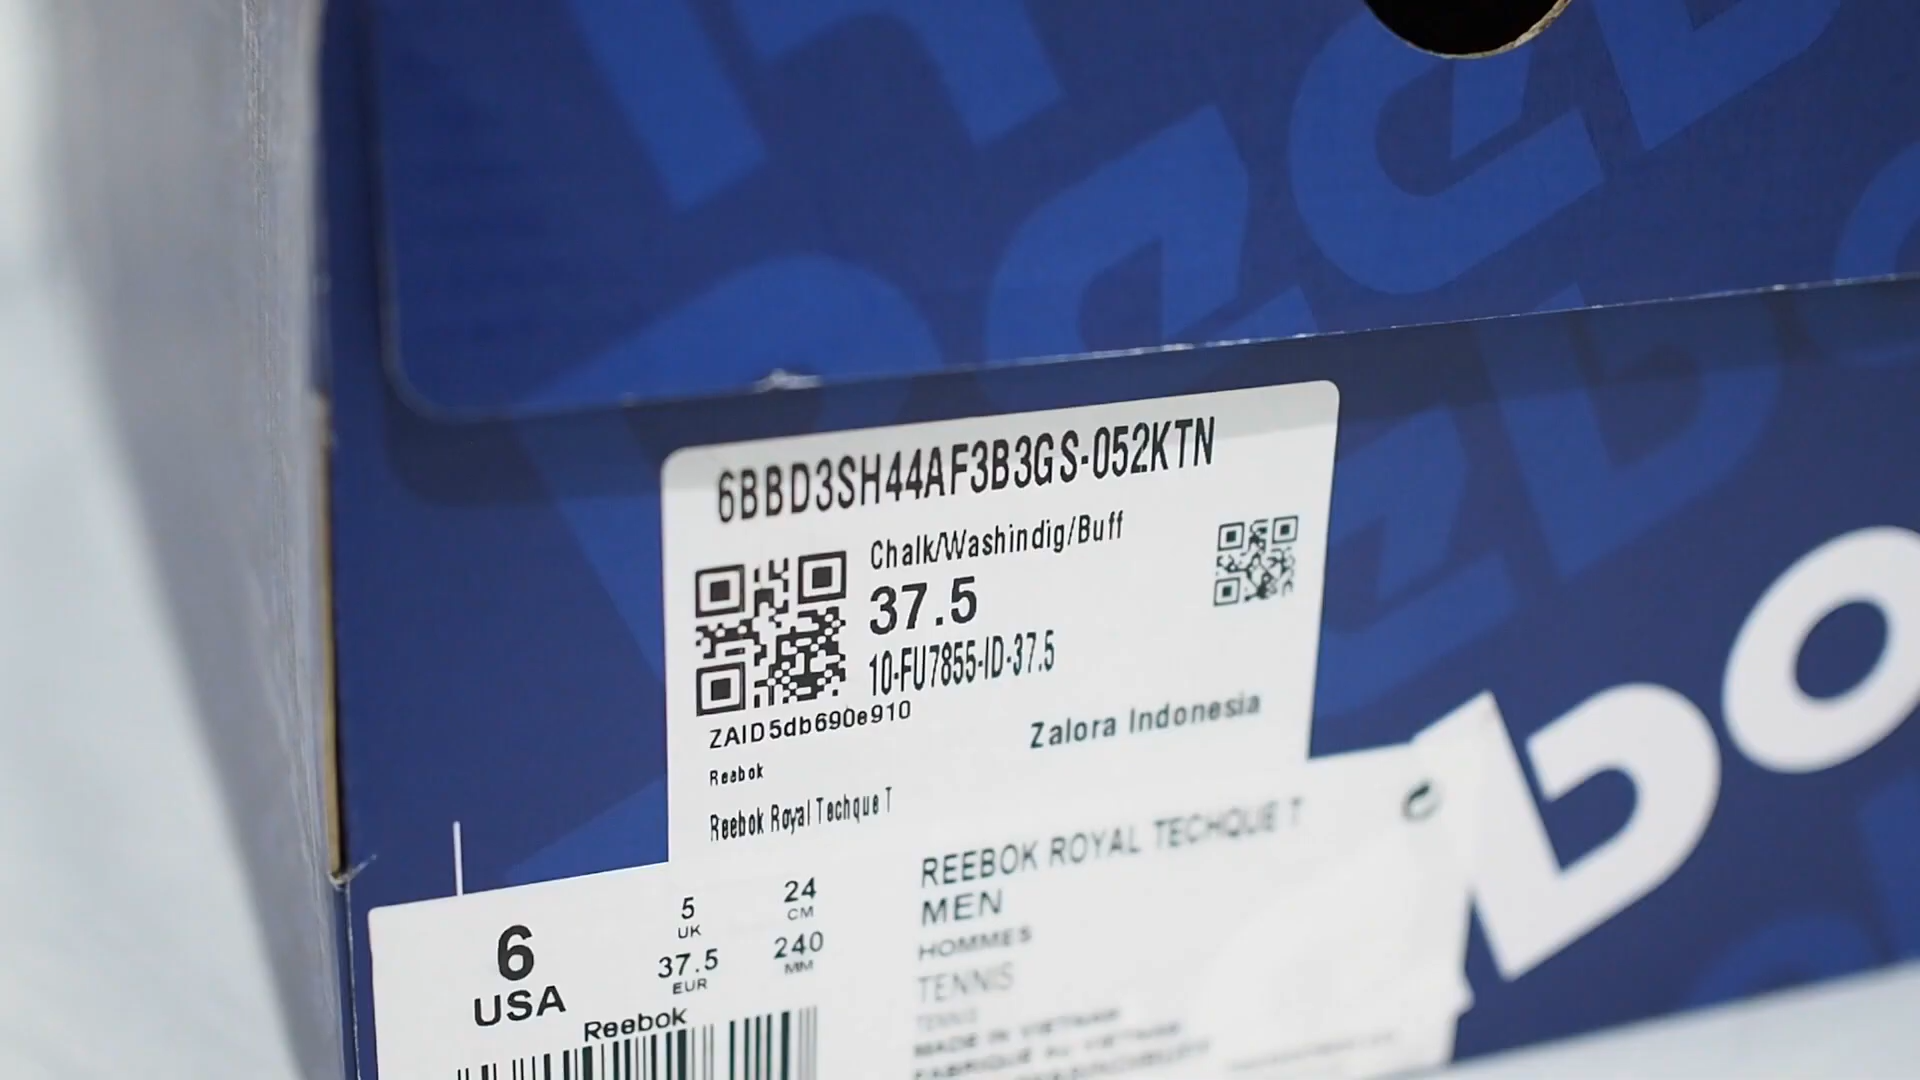 6BBD3SH44AF3B3GS-052KTN
Chalk/Washindig/Buff
37.5
10-FU7855-ID-37.5
ZAID5db690e910
Zalora Indonesia
Reebok
Reebok Royal Techque T
REEBOK ROYAL TECHQUE T
MEN
HOMMES
TENNIS
TENNIS
MADE IN VIETNAM
FABRIQUE AU VIETNAM
6
USA
5
UK
24
CM
37.5
EUR
240
MM
Reebok